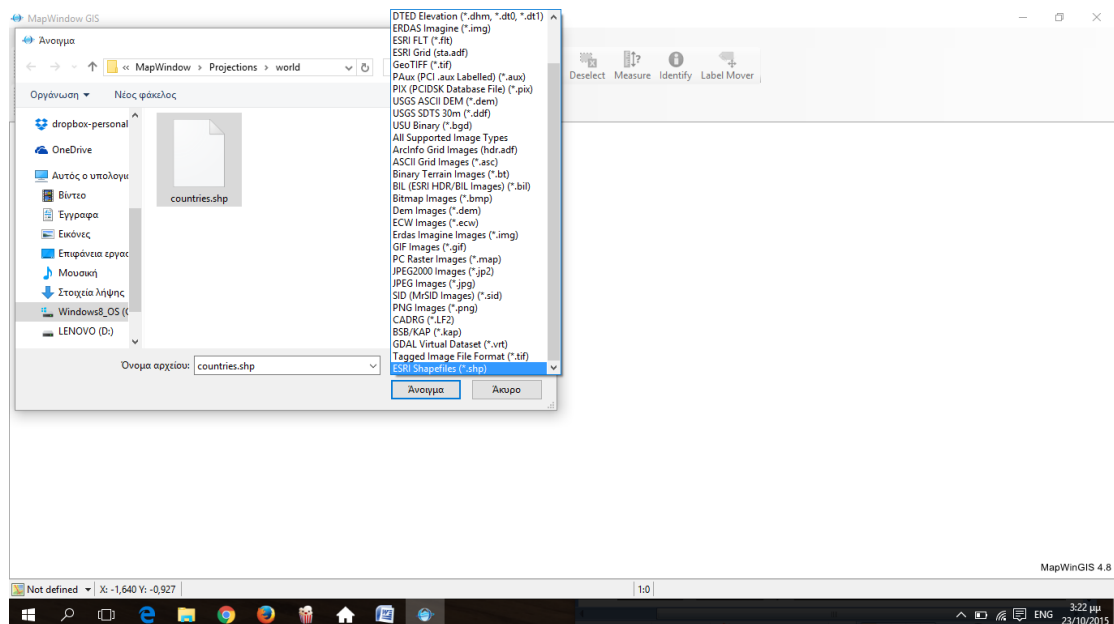 MapWindow GIS
Άνοιγμα
« MapWindow › Projections › world
Οργάνωση
Νέος φάκελος
dropbox-personal
OneDrive
Αυτός ο υπολογι
Βίντεο
Έγγραφα
Εικόνες
Επιφάνεια εργασ
Μουσική
Στοιχεία λήψης
Windows8_OS (C
LENOVO (D:)
countries.shp
Όνομα αρχείου: countries.shp
DTED Elevation (*.dhm, *.dt0, *.dt1)
ERDAS Imagine (*.img)
ESRI FLT (*.flt)
ESRI Grid (sta.adf)
GeoTIFF (*.tif)
PAux (PCI .aux Labelled) (*.aux)
PIX (PCIDSK Database File) (*.pix)
USGS ASCII DEM (*.dem)
USGS SDTS 30m (*.ddf)
USU Binary (*.bgd)
All Supported Image Types
ArcInfo Grid Images (hdr.adf)
ASCII Grid Images (*.asc)
Binary Terrain Images (*.bt)
BIL (ESRI HDR/BIL Images) (*.bil)
Bitmap Images (*.bmp)
Dem Images (*.dem)
ECW Images (*.ecw)
Erdas Imagine Images (*.img)
GIF Images (*.gif)
PC Raster Images (*.map)
JPEG2000 Images (*.jp2)
JPEG Images (*.jpg)
SID (MrSID Images) (*.sid)
PNG Images (*.png)
CADRG (*.LF2)
BSB/KAP (*.kap)
GDAL Virtual Dataset (*.vrt)
Tagged Image File Format (*.tif)
ESRI Shapefiles (*.shp)
Άνοιγμα
Άκυρο
Deselect Measure Identify Label Mover
MapWinGIS 4.8
Not defined X: -1,640 Y: -0,927
1:0
ENG
3:22 μμ
23/10/2015